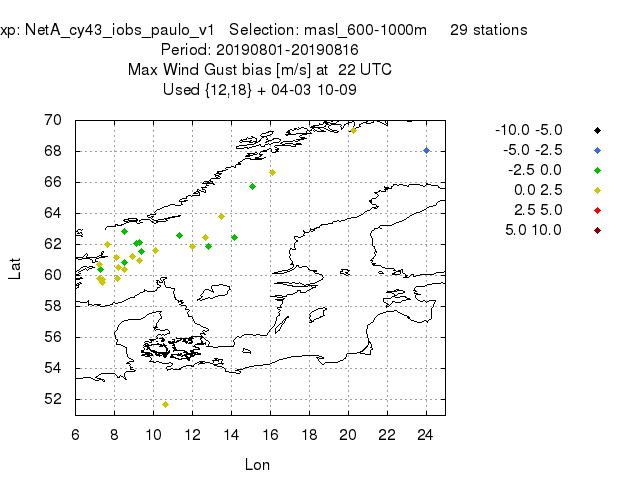 xp: NetA_cy43_iobs_paulo_v1 Selection: masl_600-1000m 29 stations
Period: 20190801-20190816
Max Wind Gust bias [m/s] at 22 UTC
Used {12,18} + 04-03 10-09
70
68
66
64
62
60
58
56
54
52
Lat
6 8 10 12 14 16 18 20 22 24
Lon
-10.0 -5.0
-5.0 -2.5
-2.5 0.0
0.0 2.5
2.5 5.0
5.0 10.0